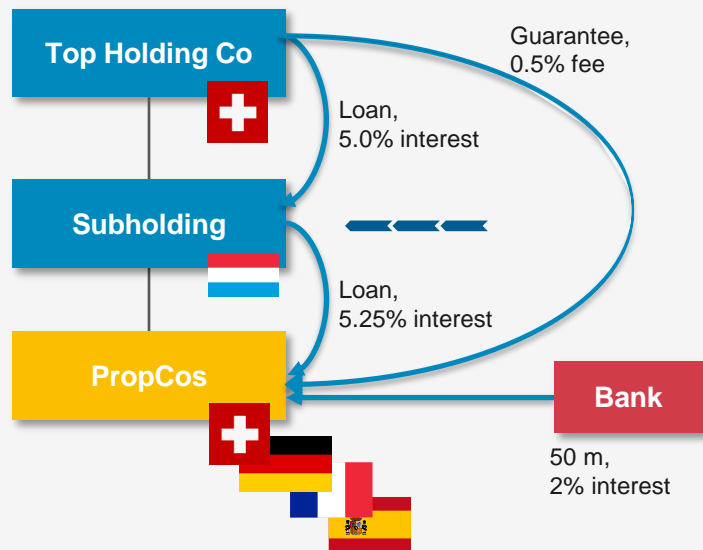 Top Holding Co
Guarantee,
0.5% fee
Loan,
5.0% interest
Subholding
Loan,
5.25% interest
PropCos
Bank
50 m,
2% interest